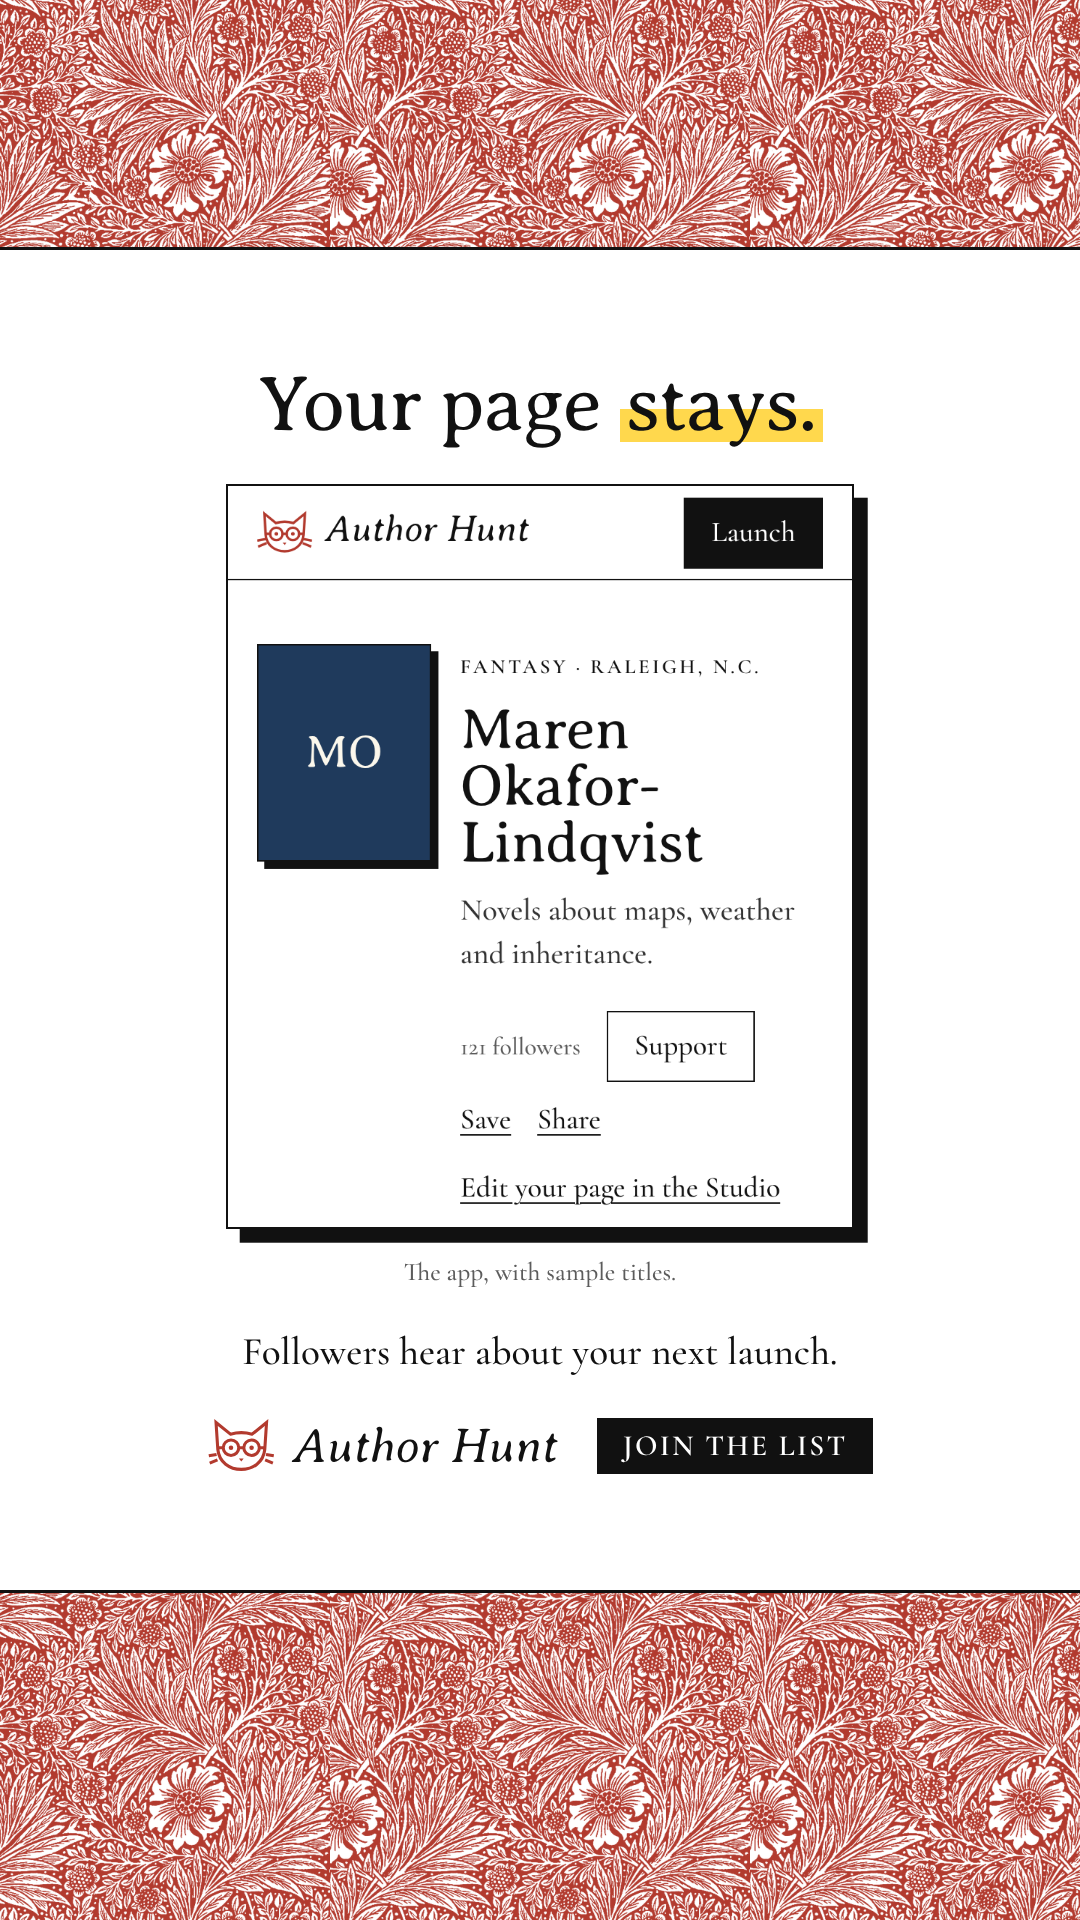 Your page stays.
Author Hunt
Launch
MO
FANTASY · RALEIGH, N.C.
Maren
Okafor-
Lindqvist
Novels about maps, weather
and inheritance.
121 followers
Support
Save Share
Edit your page in the Studio
The app, with sample titles.
Followers hear about your next launch.
Author Hunt
JOIN THE LIST